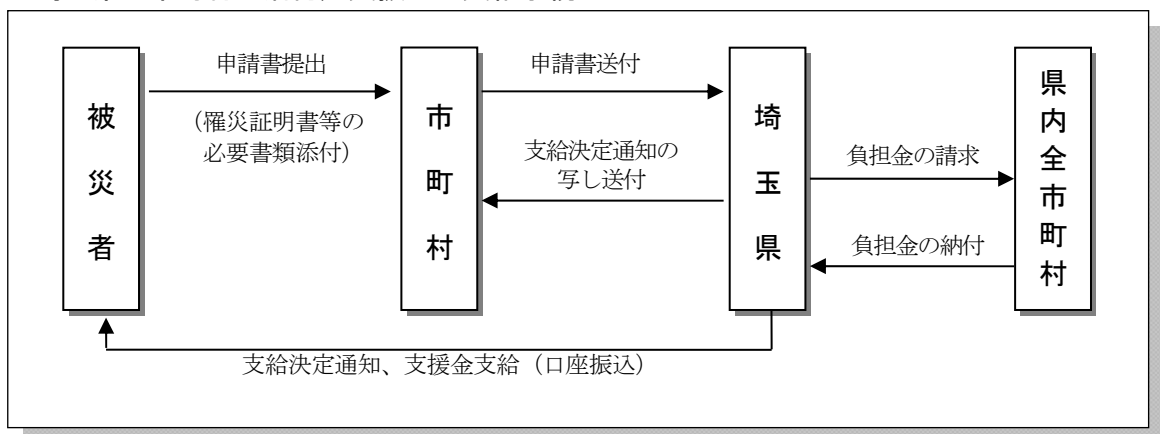 申請書提出
(罹災証明書等の
必要書類添付)
申請書送付
支給決定通知の
写し送付
負担金の請求
負担金の納付
被災者
市町村
埼玉県
県内全市町村
支給決定通知、支援金支給(口座振込)